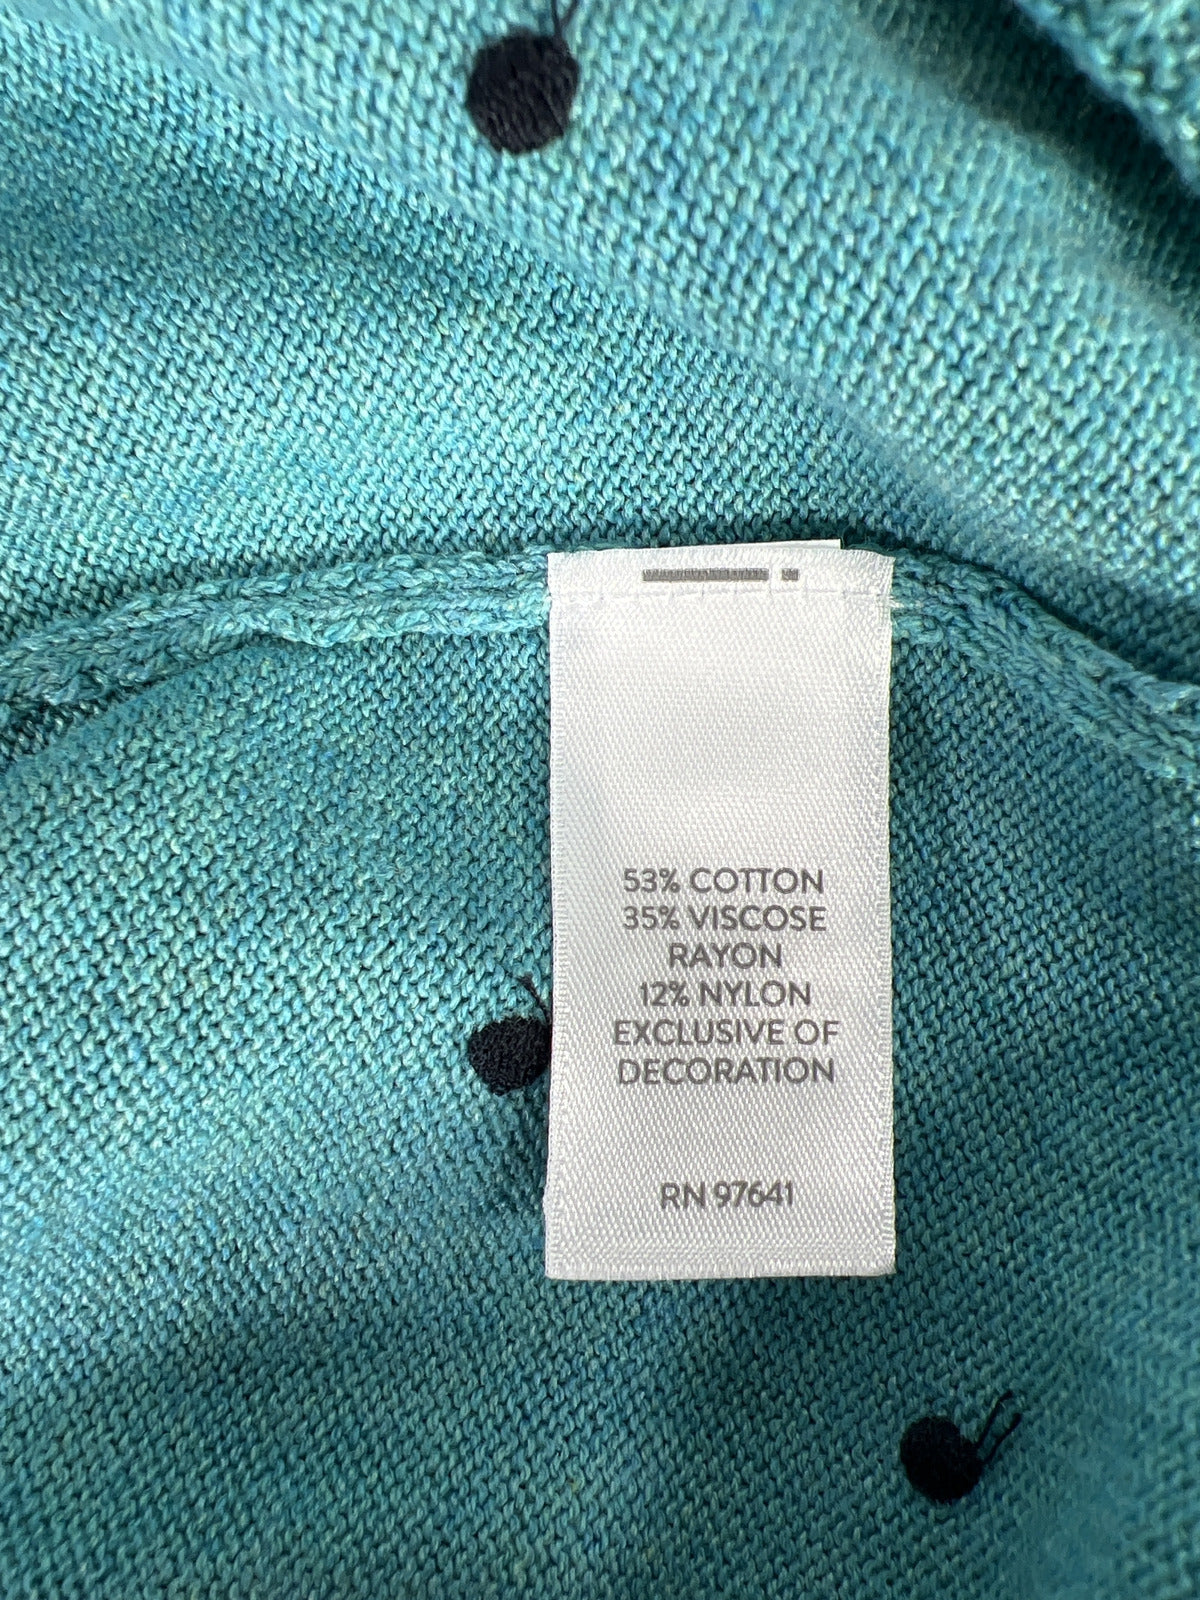 53% COTTON
35% VISCOSE
RAYON
12% NYLON
EXCLUSIVE OF
DECORATION
RN 97641